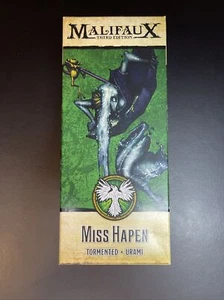 MALIFAUX
THIRD EDITION
MISS HAPEN
TORMENTED • URAMI